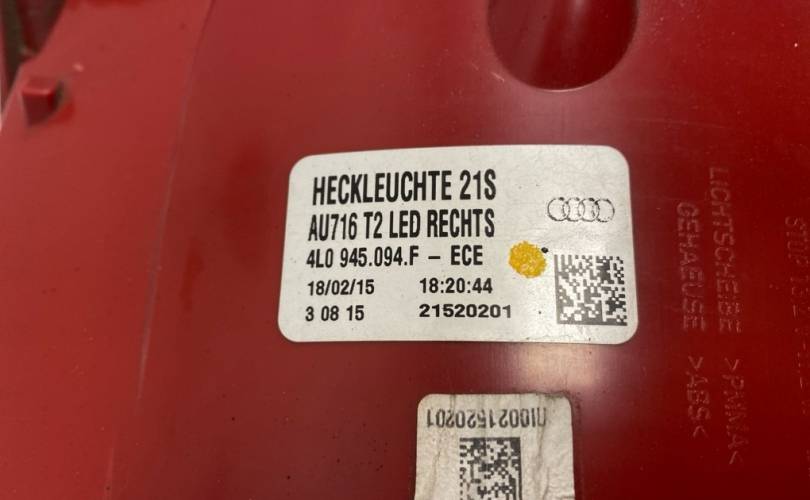 HECKLEUCHTE 21S
AU716 T2 LED RECHTS
4L0 945.094.F - ECE
18/02/15 18:20:44
3 08 15 21520201
LICHTSCHEIBE >PMMA<
GEHAEUSE >ABS<